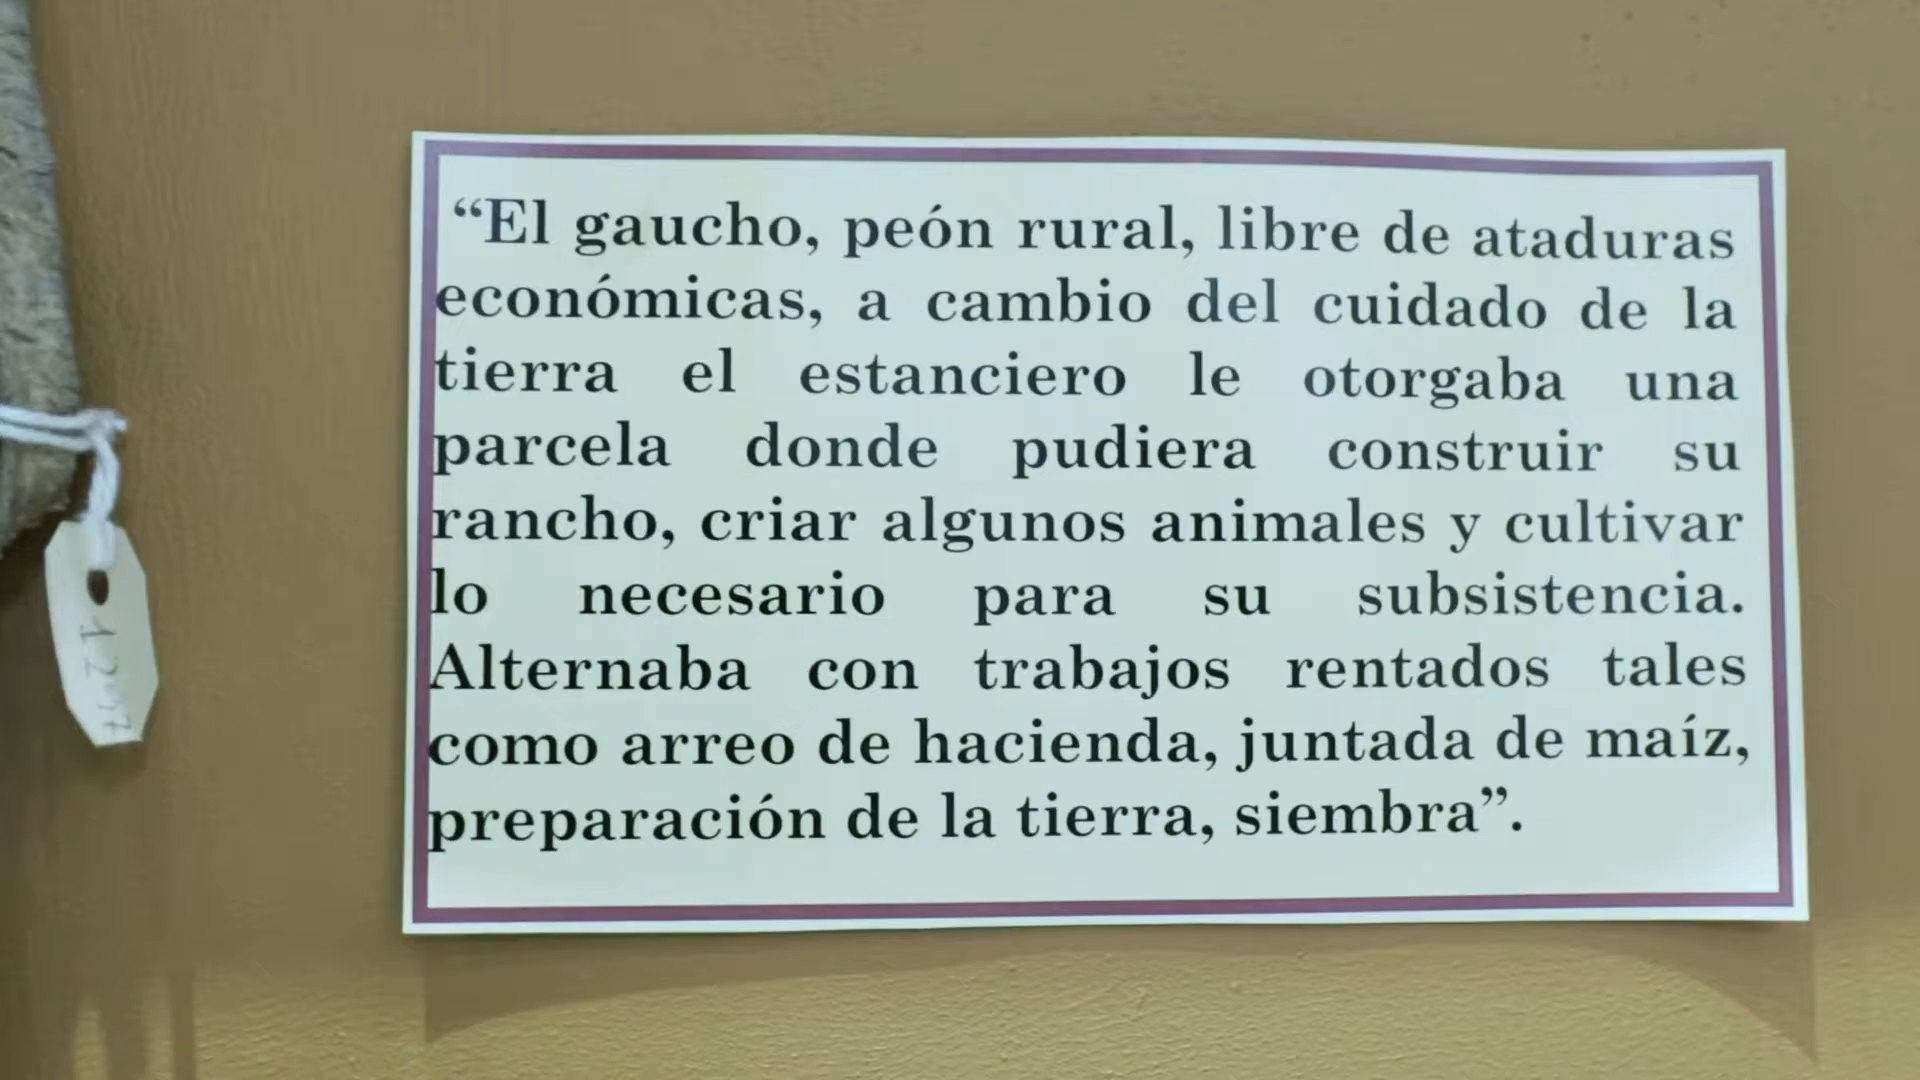 “El gaucho, peón rural, libre de ataduras
económicas, a cambio del cuidado de la
tierra el estanciero le otorgaba una
parcela donde pudiera construir su
rancho, criar algunos animales y cultivar
lo necesario para su subsistencia.
Alternaba con trabajos rentados tales
como arreo de hacienda, juntada de maíz,
preparación de la tierra, siembra”.